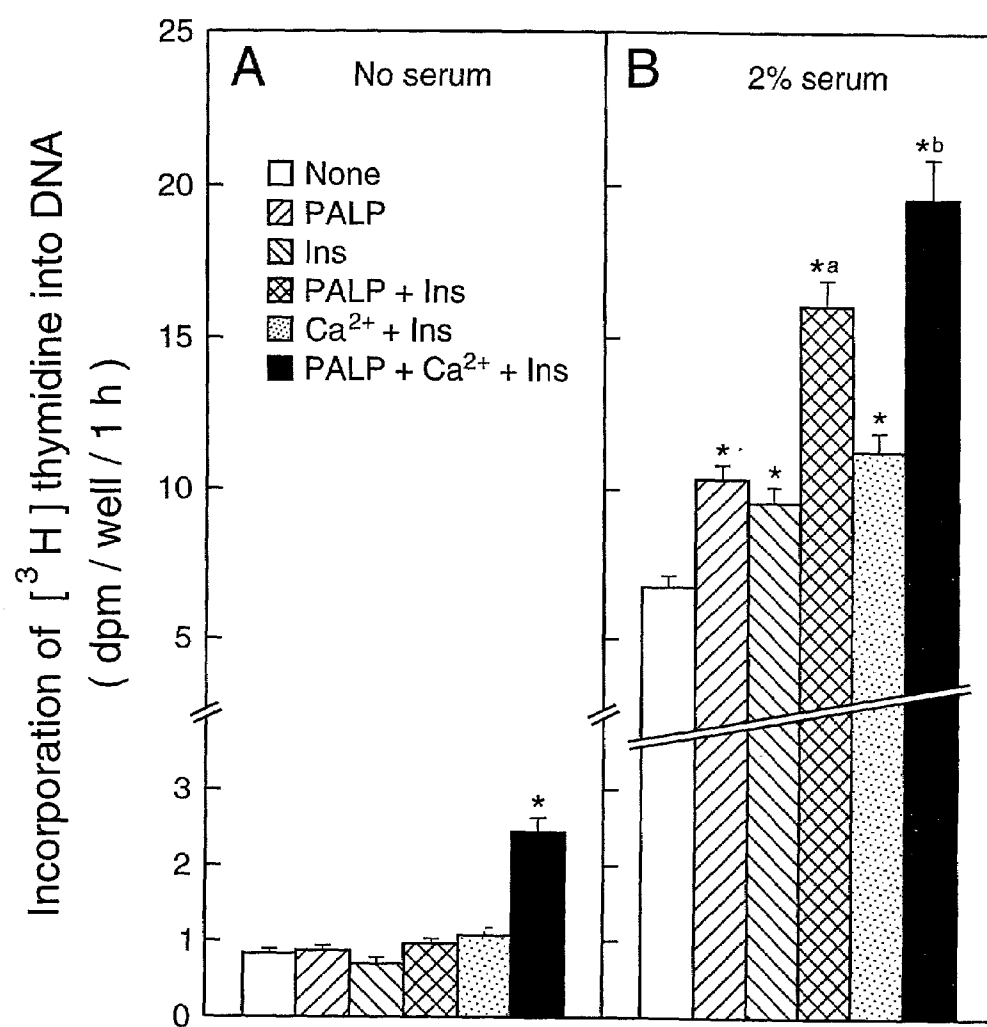 Incorporation of [ ³ H ] thymidine into DNA
( dpm / well / 1 h )
25
20
15
10
5
3
2
1
0
A
No serum
None
PALP
Ins
PALP + Ins
Ca²⁺ + Ins
PALP + Ca²⁺ + Ins
*
B
2% serum
*
*
*a
*
*b